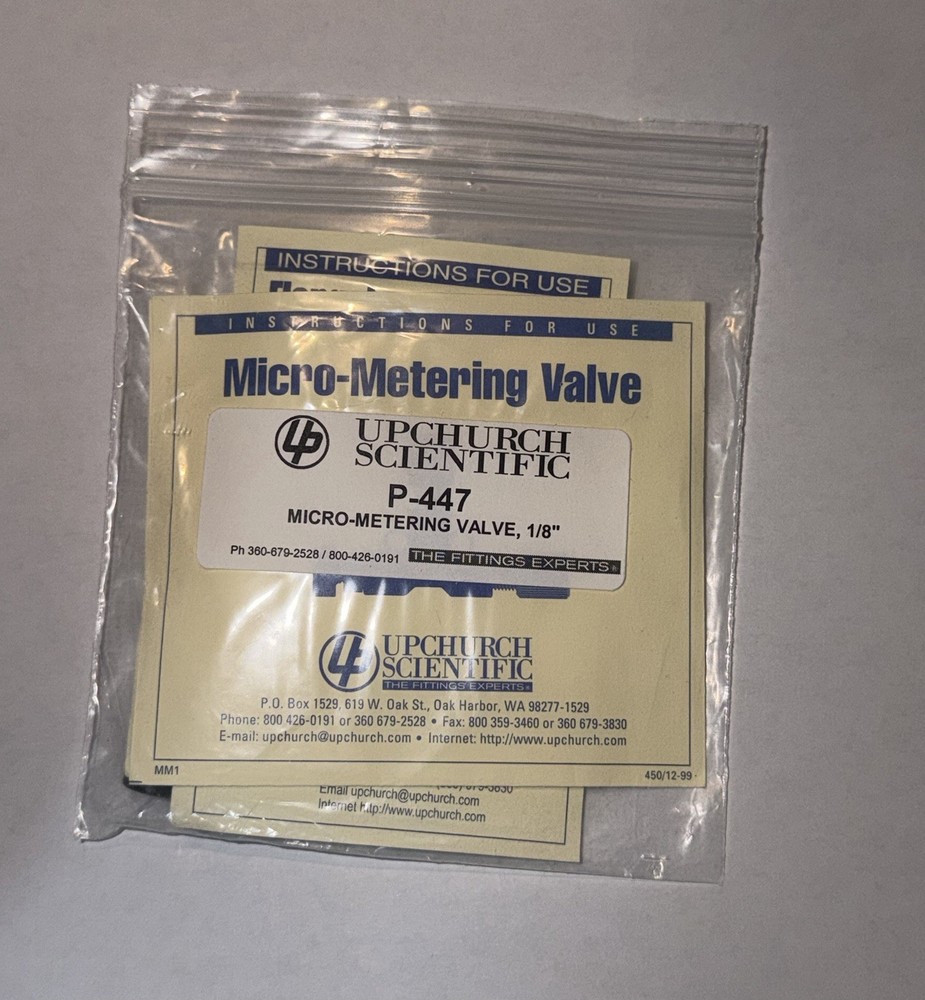 INSTRUCTIONS FOR USE
INSTRUCTIONS FOR USE
Micro-Metering Valve
UP
UPCHURCH
SCIENTIFIC
P-447
MICRO-METERING VALVE, 1/8"
Ph 360-679-2528 / 800-426-0191 THE FITTINGS EXPERTS®
UP
UPCHURCH
SCIENTIFIC
THE FITTINGS EXPERTS®
P.O. Box 1529, 619 W. Oak St., Oak Harbor, WA 98277-1529
Phone: 800 426-0191 or 360 679-2528 • Fax: 800 359-3460 or 360 679-3830
E-mail: upchurch@upchurch.com • Internet: http://www.upchurch.com
MM1
450/12-99
Email upchurch@upchurch.com
Internet http://www.upchurch.com